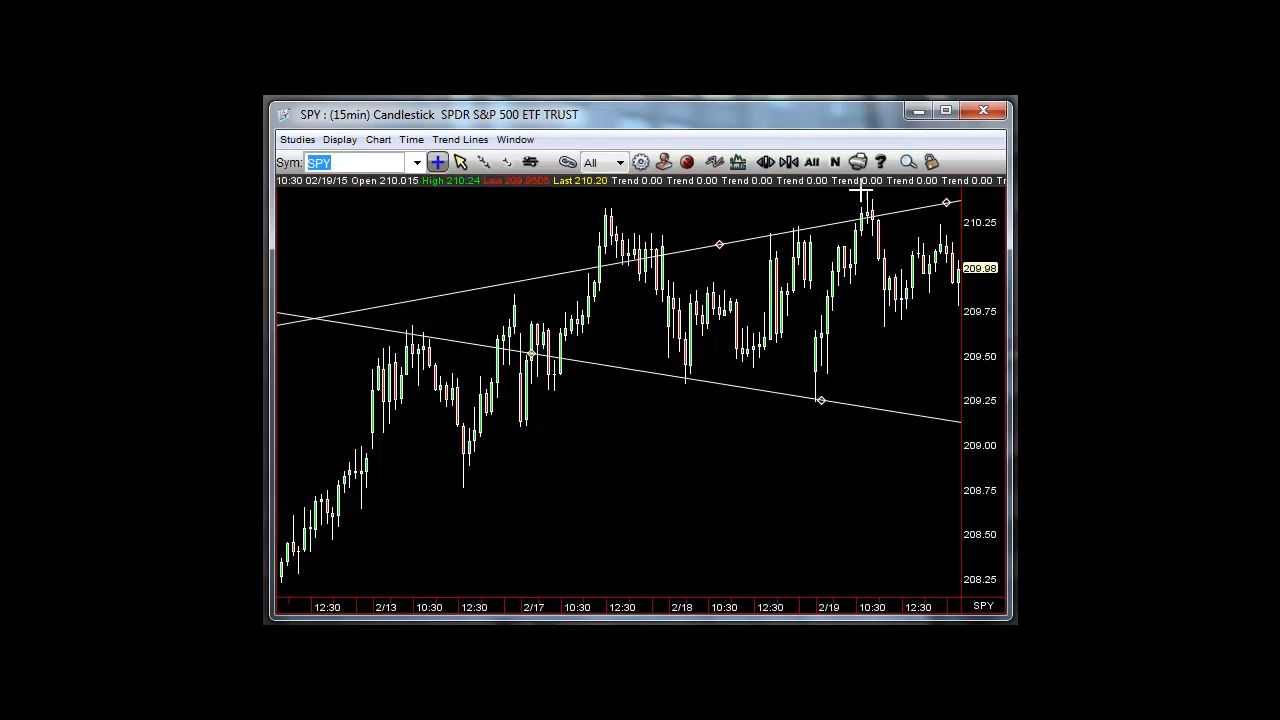 SPY : (15min) Candlestick SPDR S&P 500 ETF TRUST
Studies Display Chart Time Trend Lines Window
Sym: SPY All All N ?
10:30 02/19/15 Open 210.015 High 210.24 Low 209.9506 Last 210.20 Trend 0.00 Trend 0.00 Trend 0.00 Trend 0.00 Trend 0.00 Trend 0.00 Trend 0.00 Tr
210.25
209.98
209.75
209.50
209.25
209.00
208.75
208.50
208.25
12:30 2/13 10:30 12:30 2/17 10:30 12:30 2/18 10:30 12:30 2/19 10:30 12:30 SPY